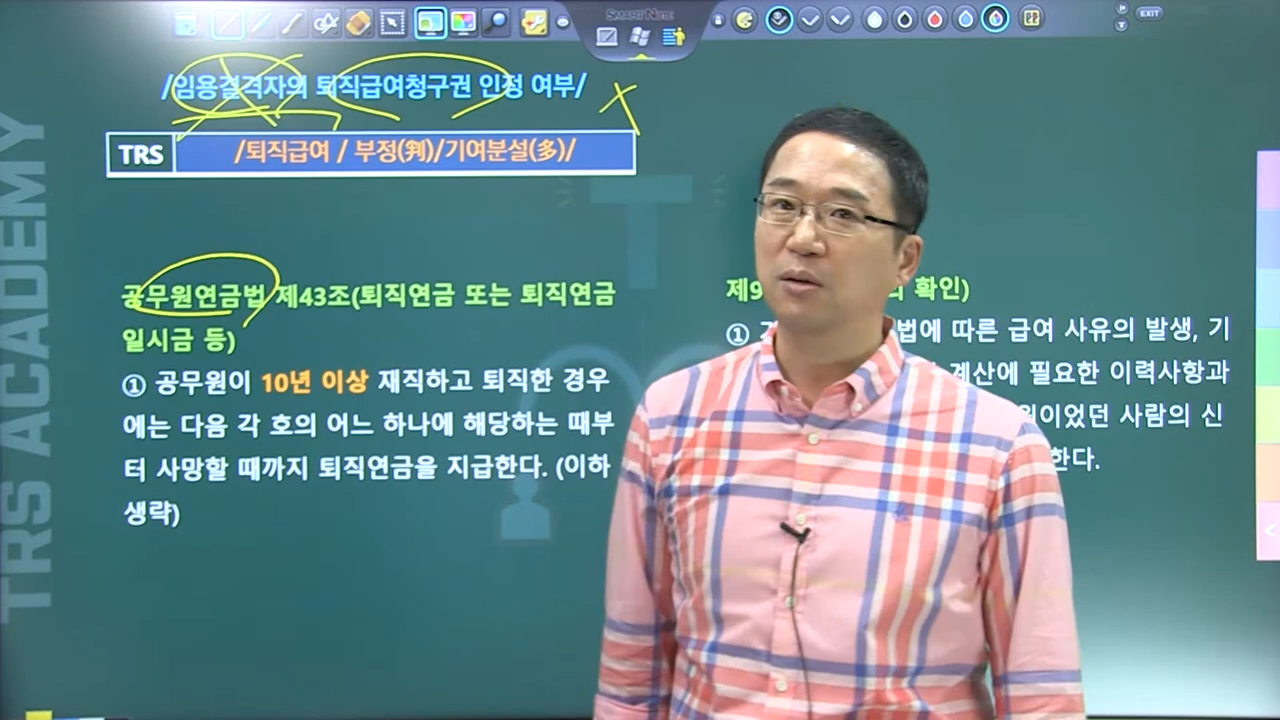 SMARTNOTE
EXIT
/임용결격자의 퇴직급여청구권 인정 여부/
TRS
/퇴직급여 / 부정(判)/기여분설(多)/
TRS ACADEMY
공무원연금법 제43조(퇴직연금 또는 퇴직연금
일시금 등)
① 공무원이 10년 이상 재직하고 퇴직한 경우
에는 다음 각 호의 어느 하나에 해당하는 때부
터 사망할 때까지 퇴직연금을 지급한다. (이하
생략)
제9 확인)
① 법에 따른 급여 사유의 발생, 기
계산에 필요한 이력사항과
이었던 사람의 신
한다.